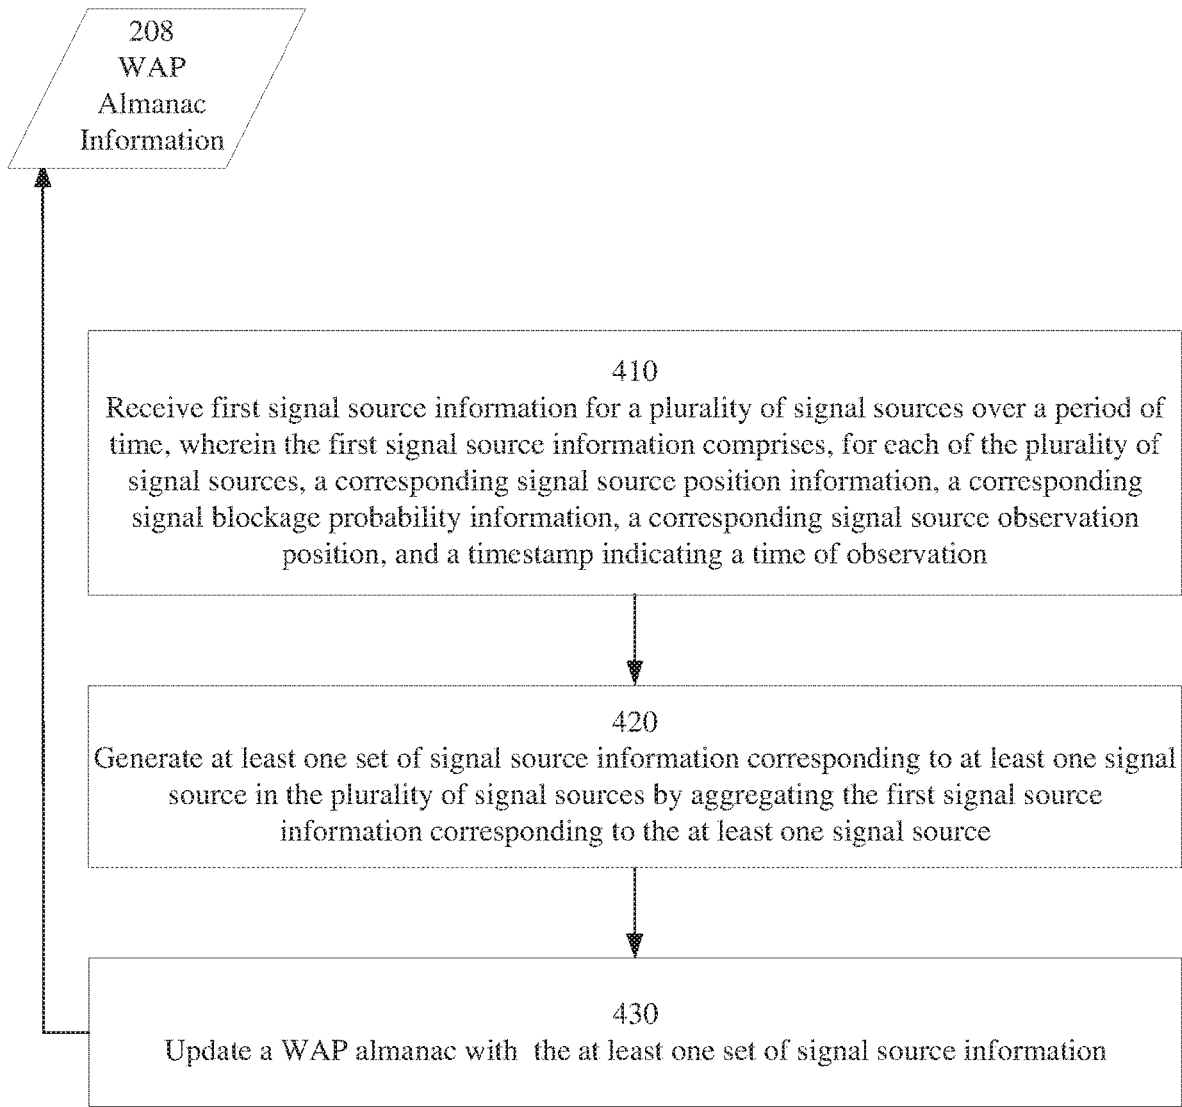 208
WAP
Almanac
Information
410
Receive first signal source information for a plurality of signal sources over a period of
time, wherein the first signal source information comprises, for each of the plurality of
signal sources, a corresponding signal source position information, a corresponding
signal blockage probability information, a corresponding signal source observation
position, and a timestamp indicating a time of observation
420
Generate at least one set of signal source information corresponding to at least one signal
source in the plurality of signal sources by aggregating the first signal source
information corresponding to the at least one signal source
430
Update a WAP almanac with the at least one set of signal source information